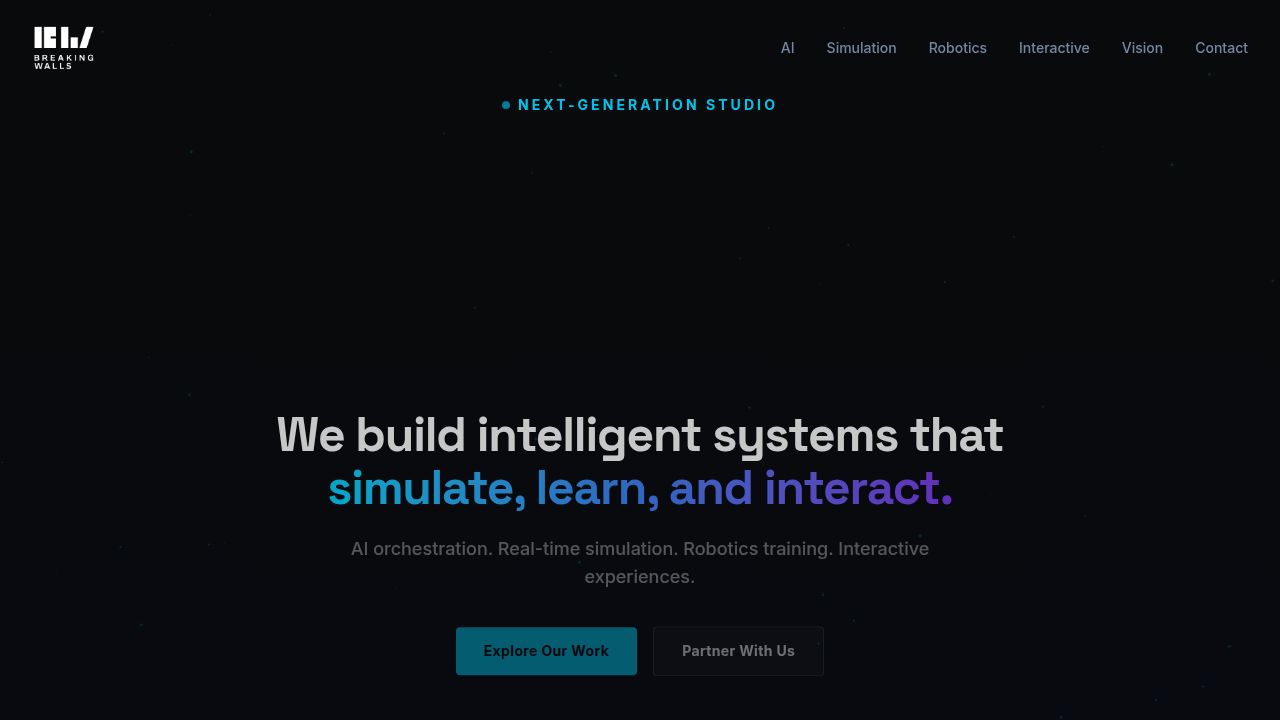 BREAKING
WALLS
AI
Simulation
Robotics
Interactive
Vision
Contact
NEXT-GENERATION STUDIO
We build intelligent systems that
simulate, learn, and interact.
AI orchestration. Real-time simulation. Robotics training. Interactive
experiences.
Explore Our Work
Partner With Us